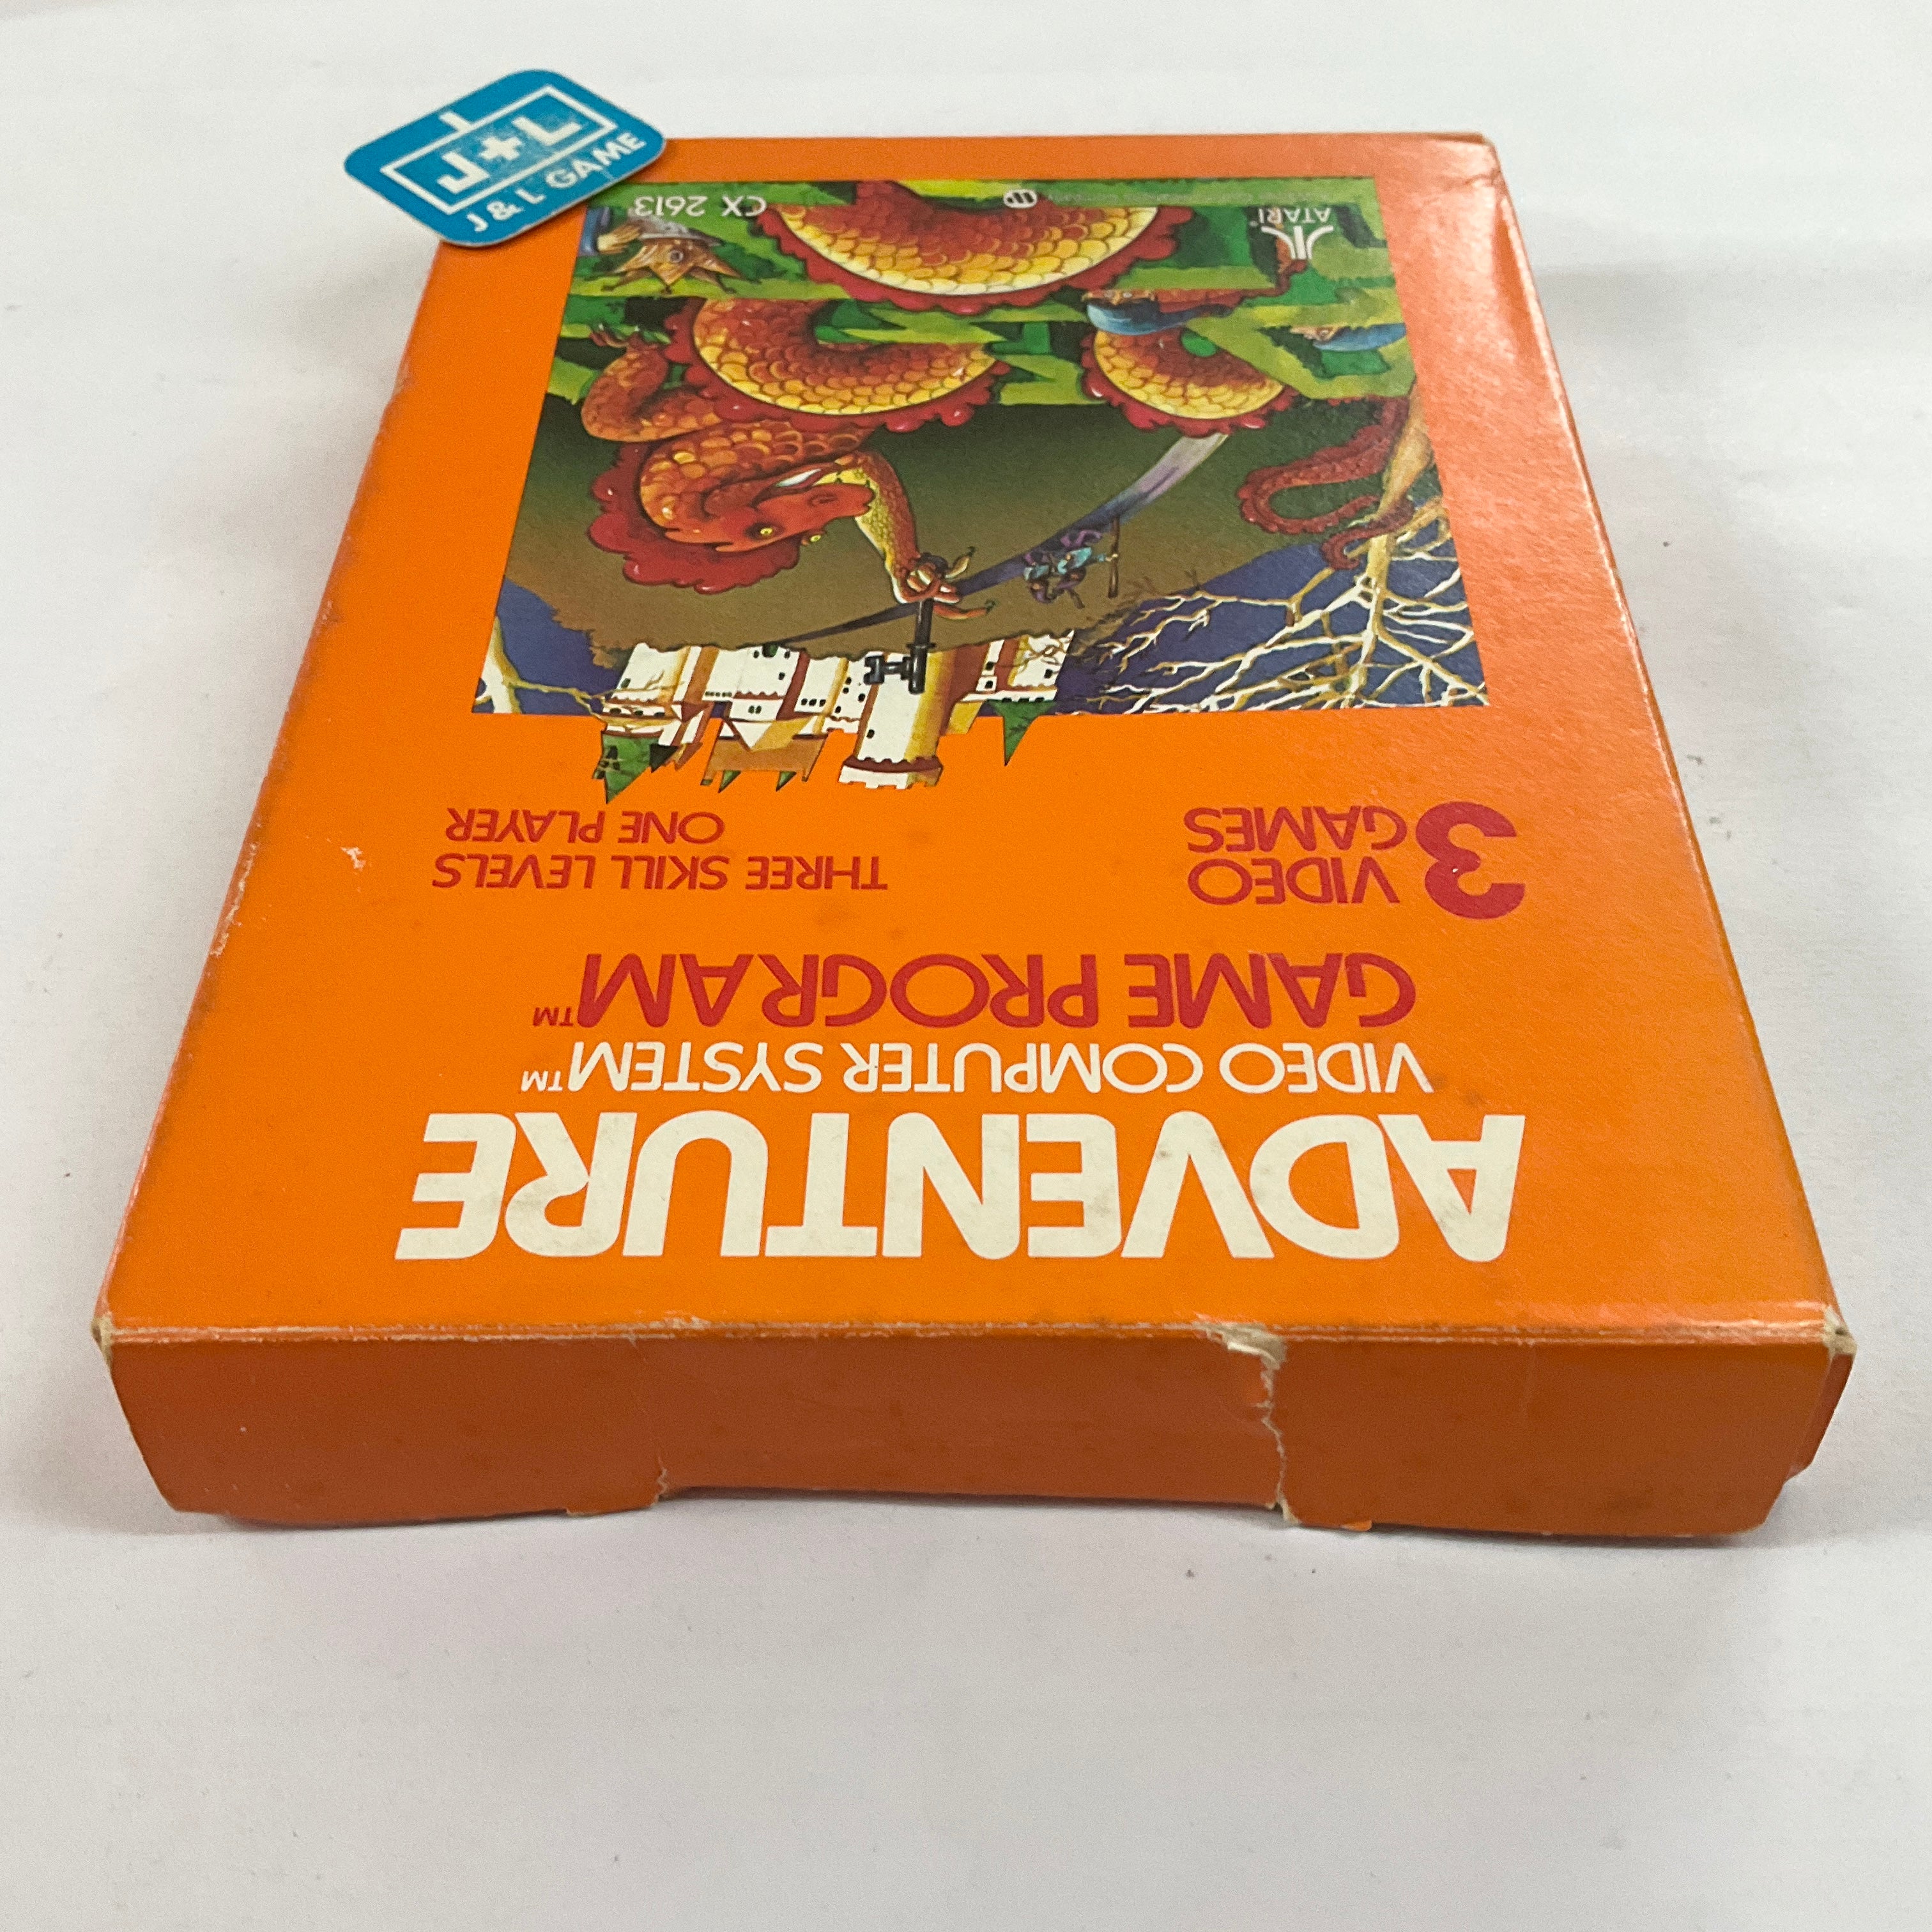 ADVENTURE
VIDEO COMPUTER SYSTEM™
GAME PROGRAM™
3 VIDEO GAMES
THREE SKILL LEVELS
ONE PLAYER
ATARI®
CX 2613
J+L
J & L GAME